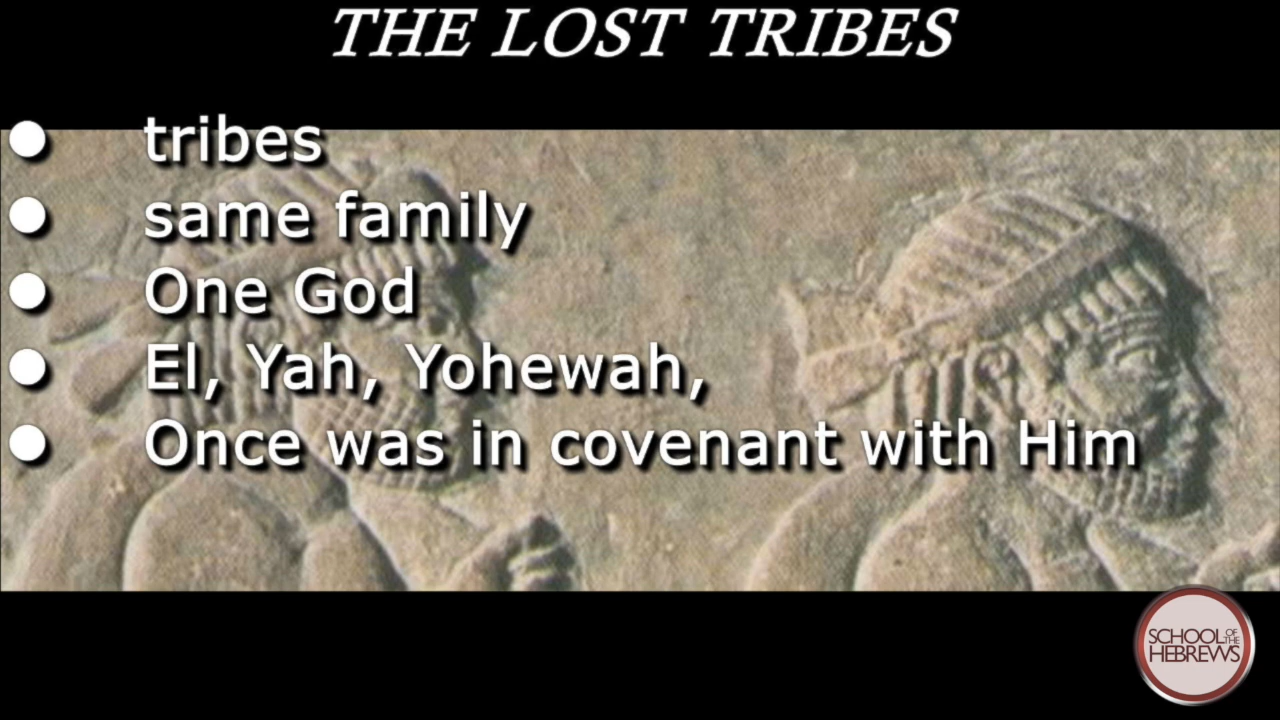 THE LOST TRIBES
● tribes
● same family
● One God
● El, Yah, Yohewah,
● Once was in covenant with Him
SCHOOL OF THE
HEBREWS